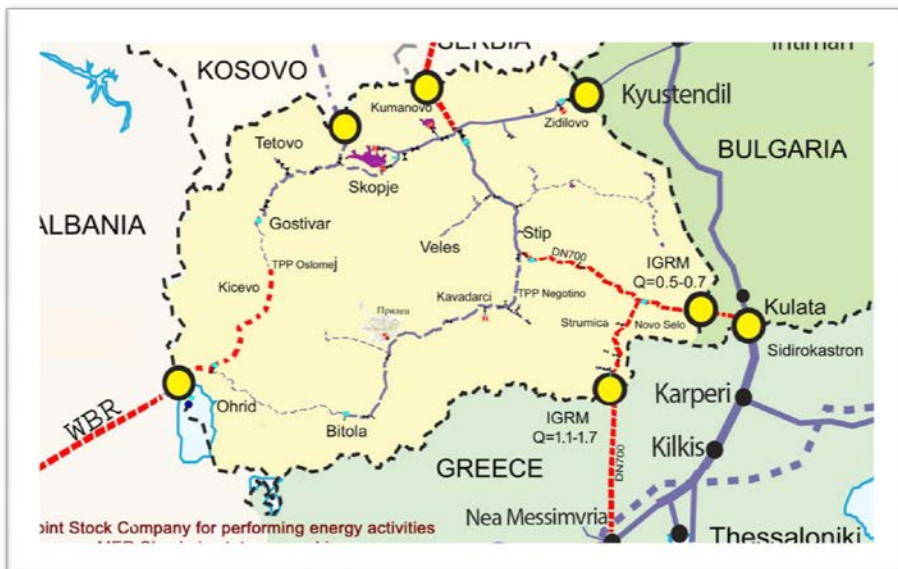 SERBIA
Intiman
KOSOVO
Kyustendil
Kumanovo
Zidilovo
Tetovo
BULGARIA
Skopje
ALBANIA
Gostivar
Stip
Veles
DN700
IGRM
Q=0.5-0.7
TPP Oslomej
Kicevo
TPP Negotino
Kavadarci
Kulata
Прилеп
Strumica
Novo Selo
Sidirokastron
Ohrid
Karperi
WBR
Bitola
IGRM
Q=1.1-1.7
Kilkis
GREECE
DN700
Nea Messimvria
oint Stock Company for performing energy activities
Thessaloniki